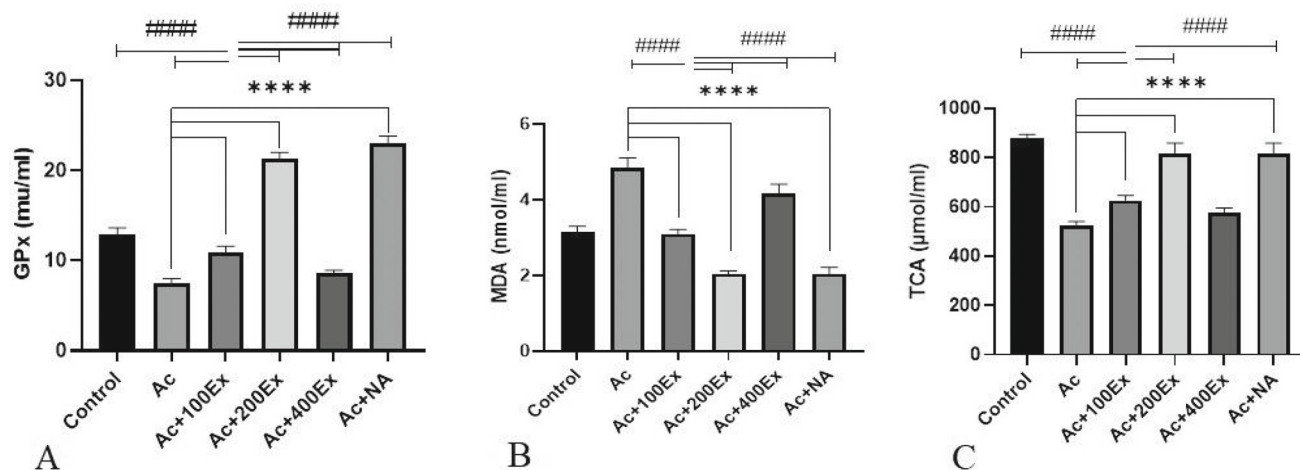 #### ####
****
30
20
10
0
GPx (mu/ml)
Control
Ac
Ac+100Ex
Ac+200Ex
Ac+400Ex
Ac+NA
A
#### ####
****
6
4
2
0
MDA (nmol/ml)
Control
Ac
Ac+100Ex
Ac+200Ex
Ac+400Ex
Ac+NA
B
#### ####
****
1000
800
600
400
200
0
TCA (µmol/ml)
Control
Ac
Ac+100Ex
Ac+200Ex
Ac+400Ex
Ac+NA
C